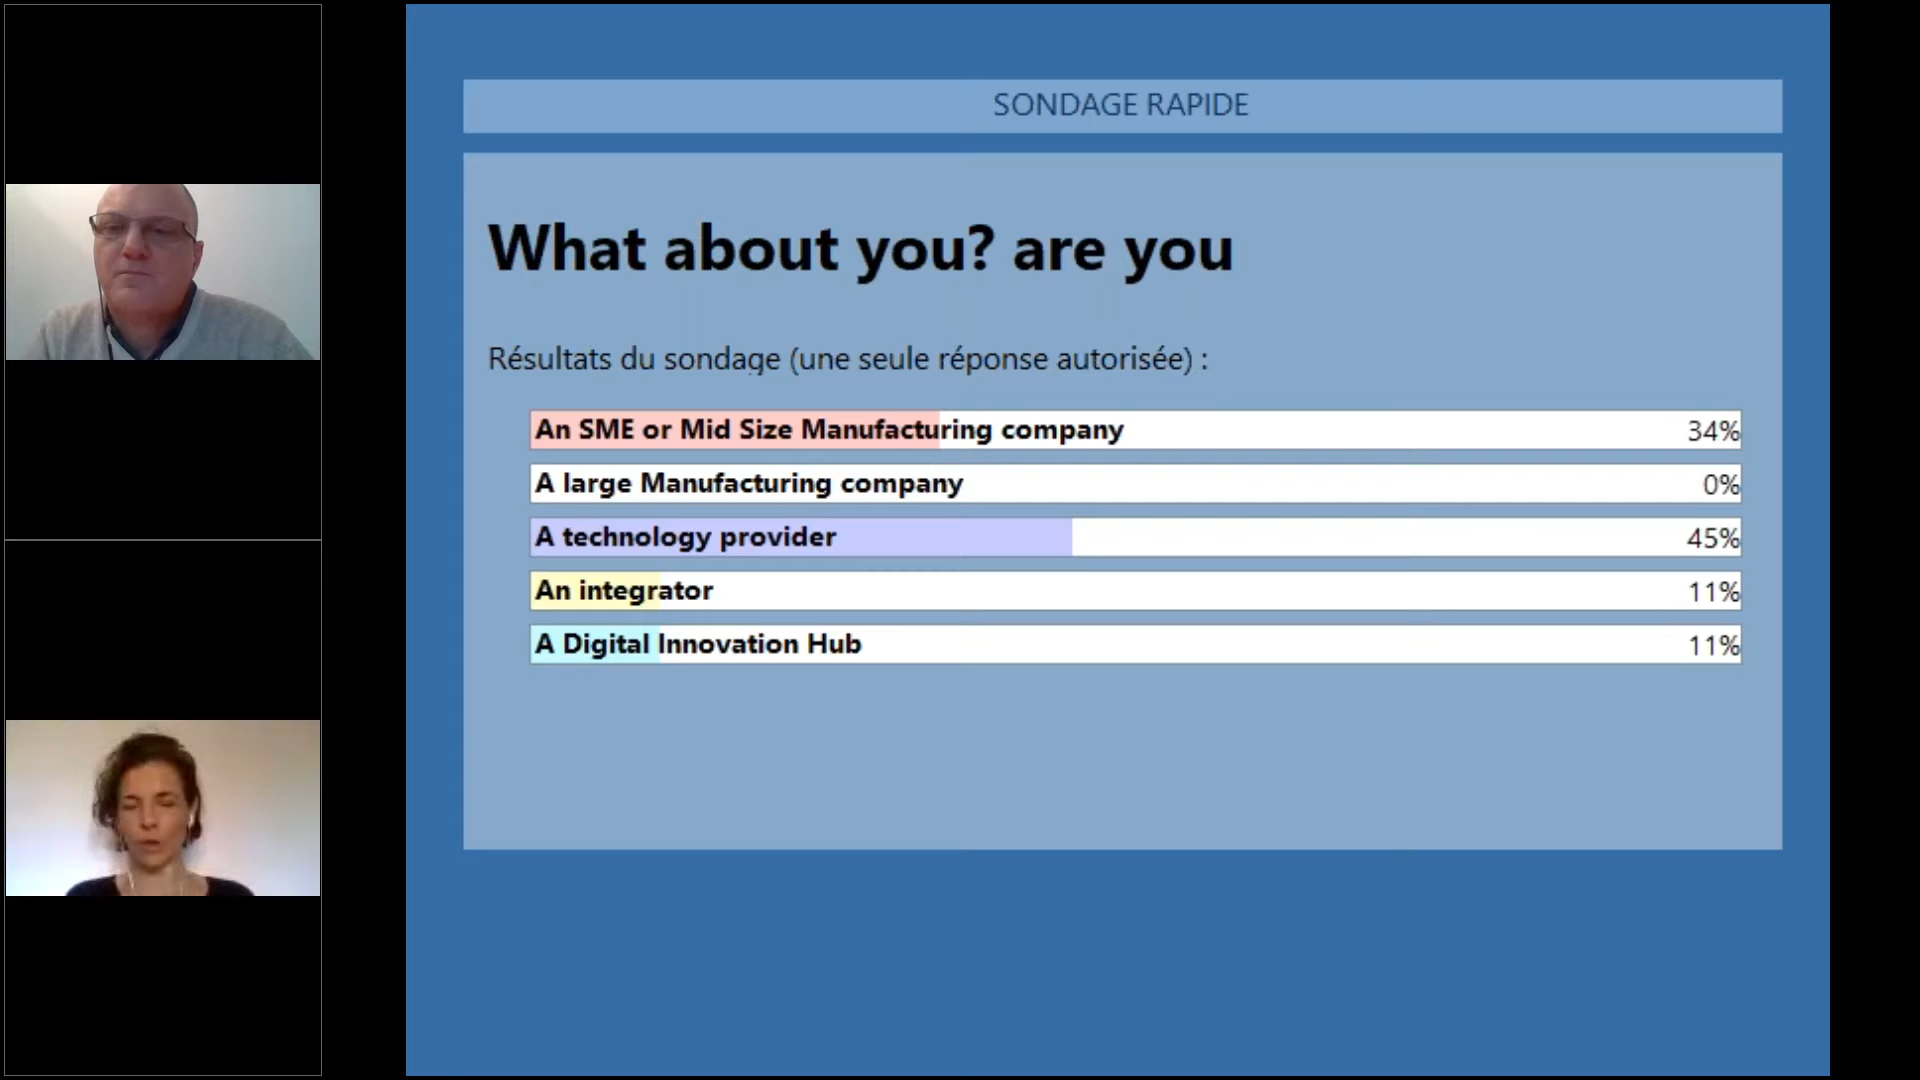 SONDAGE RAPIDE
What about you? are you
Résultats du sondage (une seule réponse autorisée) :
An SME or Mid Size Manufacturing company 34%
A large Manufacturing company 0%
A technology provider 45%
An integrator 11%
A Digital Innovation Hub 11%